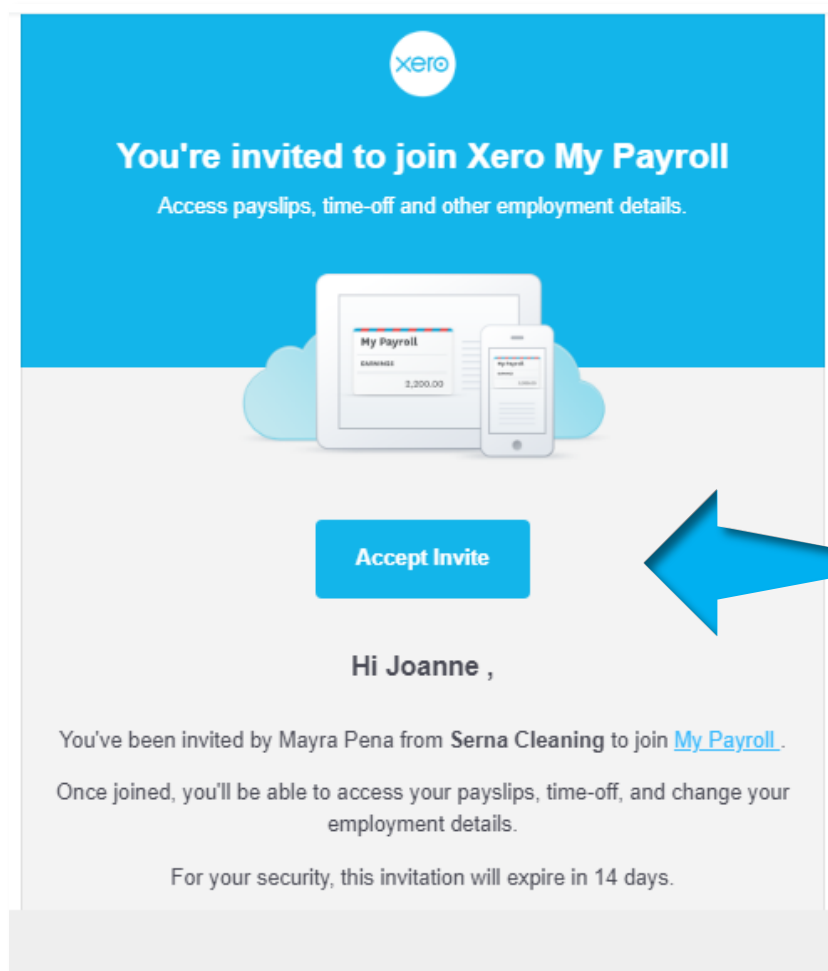 xero
You're invited to join Xero My Payroll
Access payslips, time-off and other employment details.
My Payroll
EARNINGS
2,200.00
My Payroll
Accept Invite
Hi Joanne ,
You've been invited by Mayra Pena from Serna Cleaning to join My Payroll .
Once joined, you'll be able to access your payslips, time-off, and change your
employment details.
For your security, this invitation will expire in 14 days.